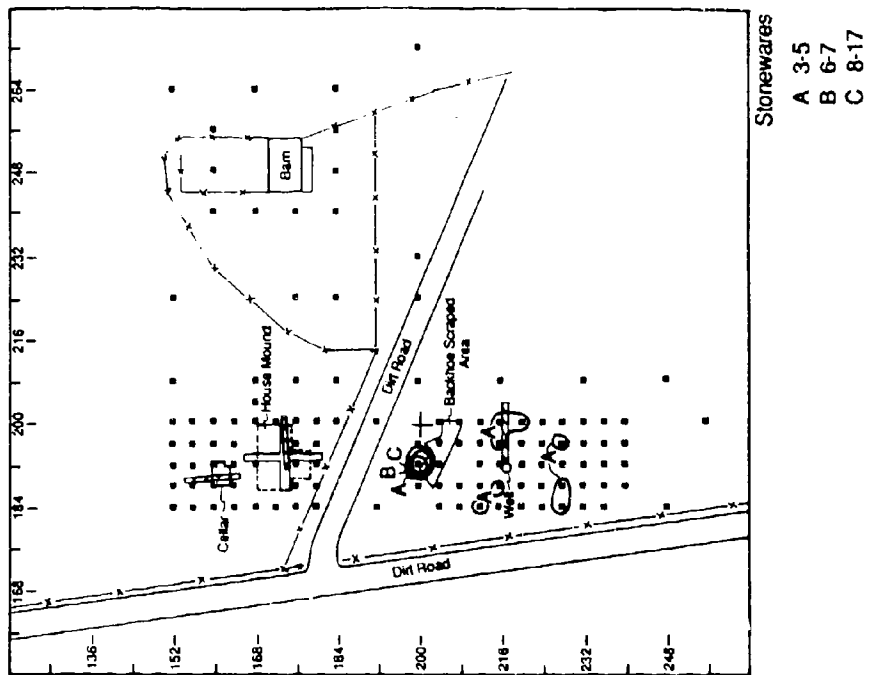 264
248
232
216
200
184
168
136
152
168
184
200
216
232
248
Barn
House Mound
Cellar
Dirt Road
Backhoe Scraped
Area
A
B
C
A
A
Well
A
Dirt Road
Stonewares
A 3-5
B 6-7
C 8-17